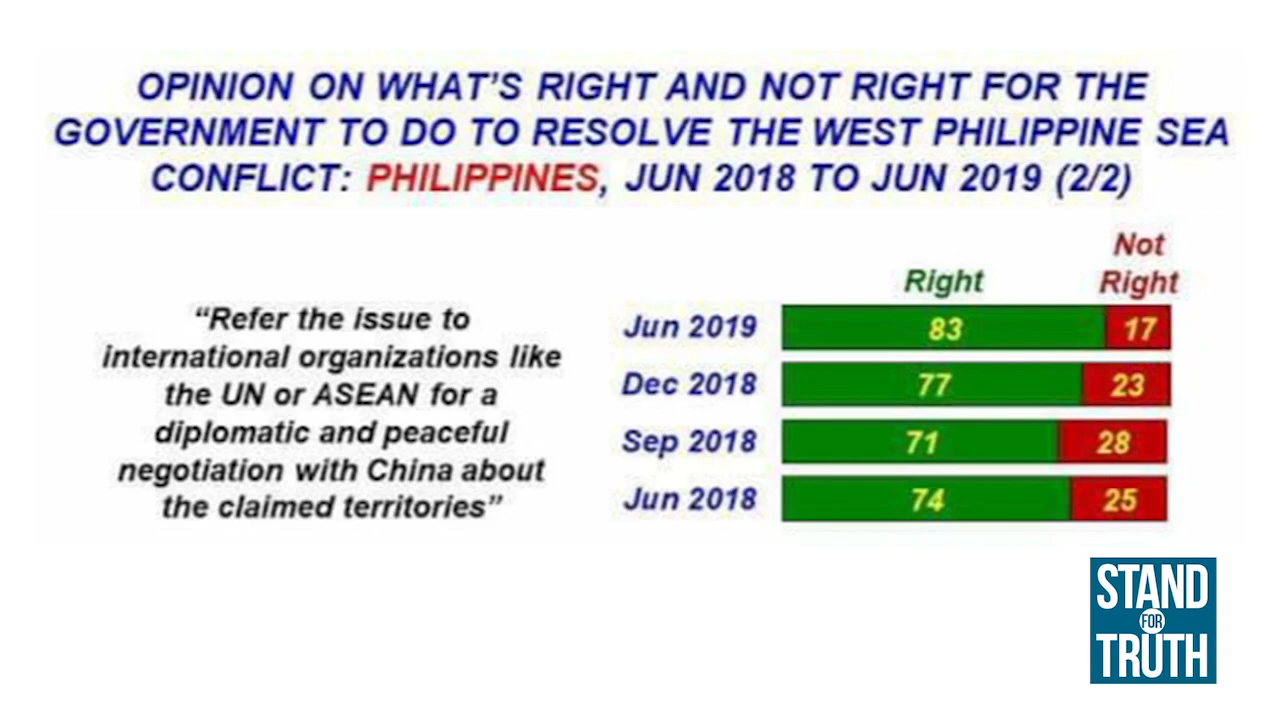 OPINION ON WHAT'S RIGHT AND NOT RIGHT FOR THE
GOVERNMENT TO DO TO RESOLVE THE WEST PHILIPPINE SEA
CONFLICT: PHILIPPINES, JUN 2018 TO JUN 2019 (2/2)
Right
Not
Right
“Refer the issue to
international organizations like
the UN or ASEAN for a
diplomatic and peaceful
negotiation with China about
the claimed territories”
Jun 2019 83 17
Dec 2018 77 23
Sep 2018 71 28
Jun 2018 74 25
STAND
FOR
TRUTH